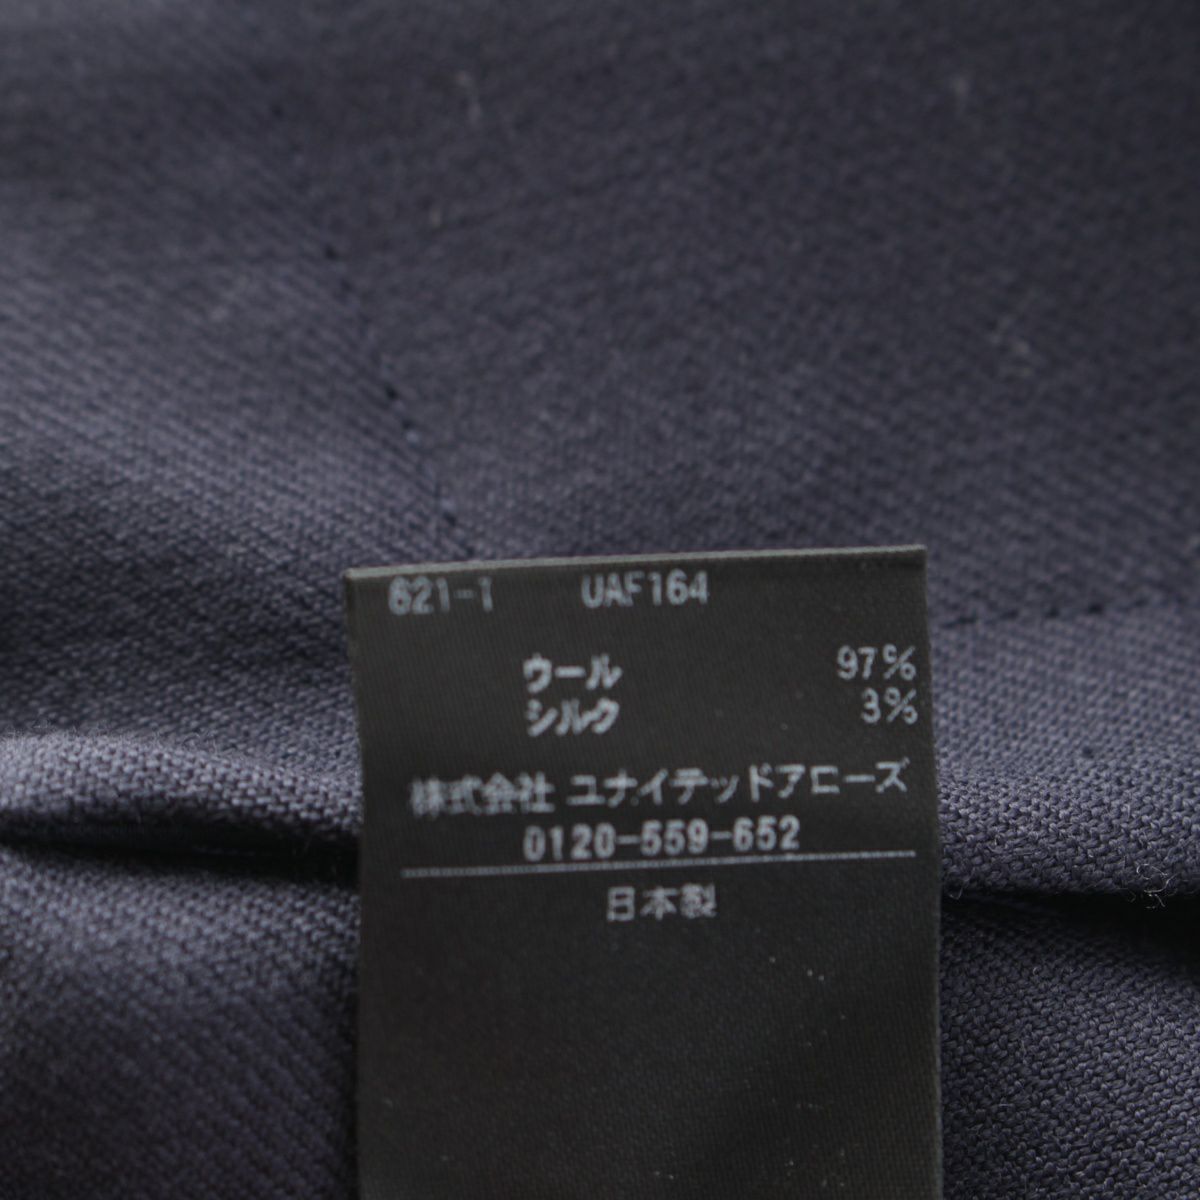 621-1 UAF164
ウール 97%
シルク 3%
株式会社 ユナイテッドアローズ
0120-559-652
日本製